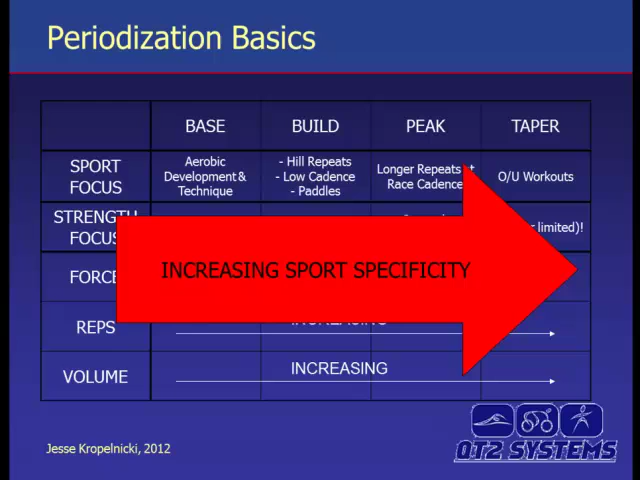 Periodization Basics
BASE BUILD PEAK TAPER
SPORT FOCUS
Aerobic Development & Technique
- Hill Repeats
- Low Cadence
- Paddles
Longer Repeats at
Race Cadence
O/U Workouts
STRENGTH
FOCUS
limited)!
FORCE
INCREASING SPORT SPECIFICITY
REPS
INCREASING
VOLUME
INCREASING
Jesse Kropelnicki, 2012
QT2 SYSTEMS